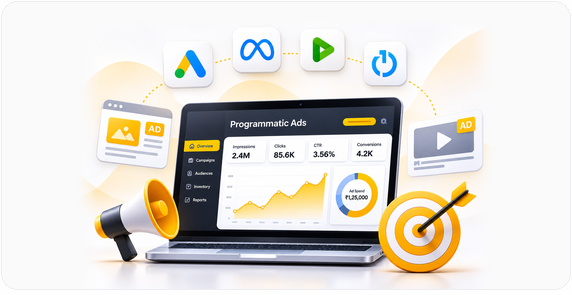 AD
AD
Programmatic Ads
Overview
Campaigns
Audiences
Inventory
Reports
Impressions
2.4M
Clicks
85.6K
CTR
3.56%
Conversions
4.2K
Ad Spend
₹1,25,000